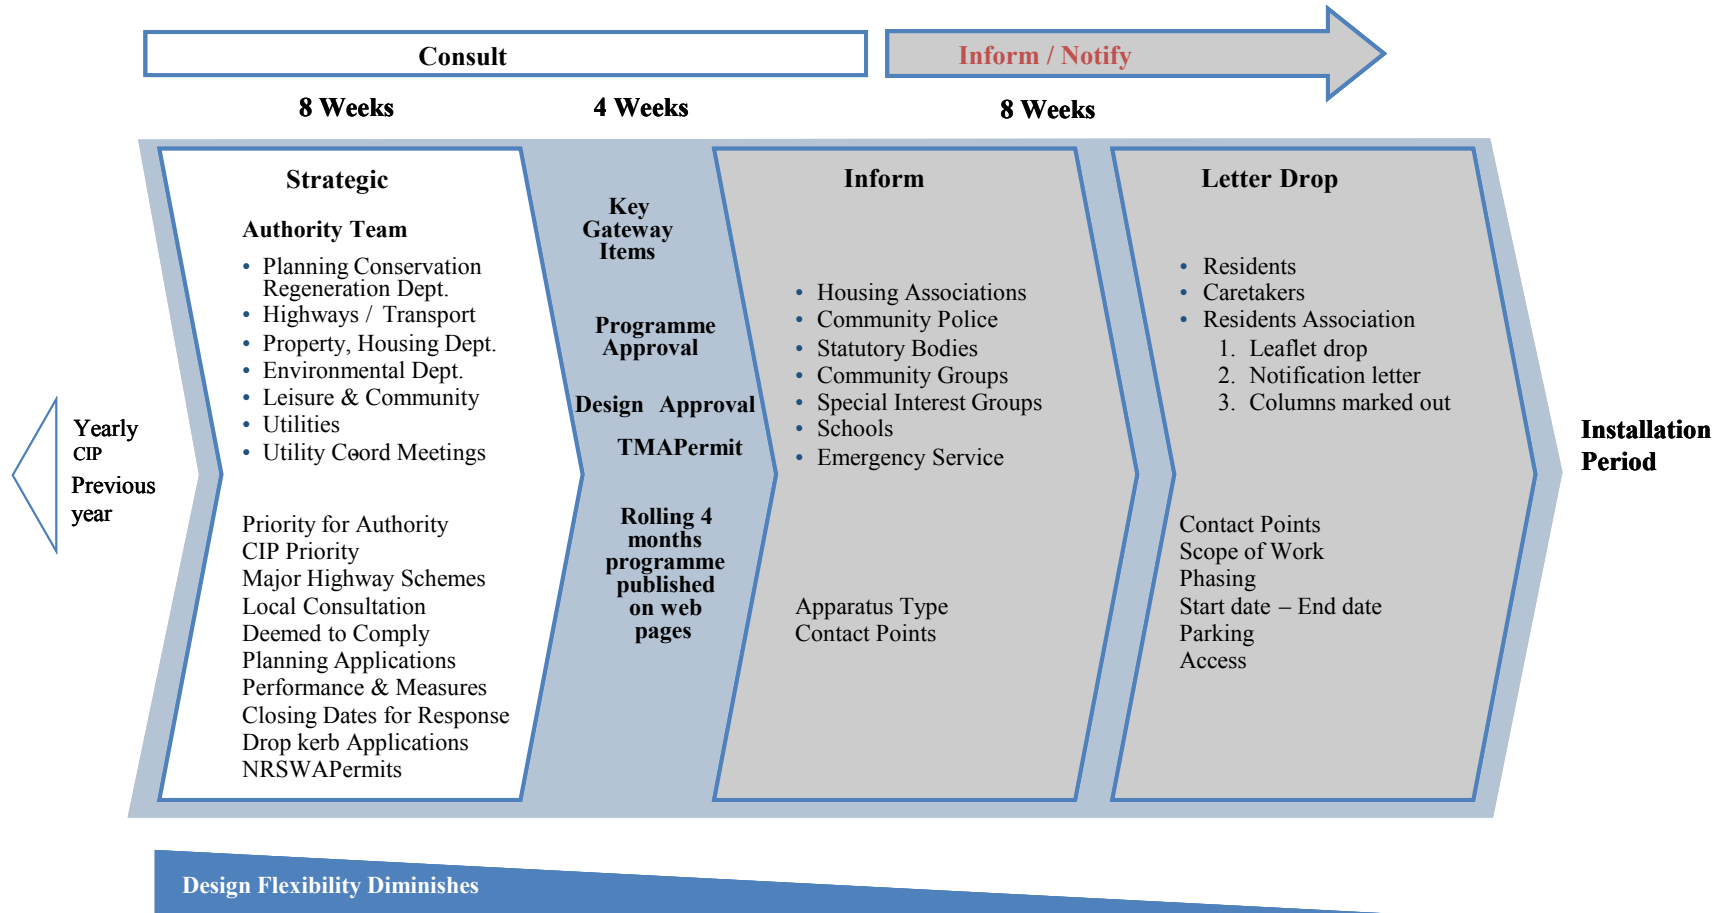 Consult
Inform / Notify
8 Weeks
4 Weeks
8 Weeks
Yearly
CIP
Previous
year
Strategic
Authority Team
• Planning Conservation
Regeneration Dept.
• Highways / Transport
• Property, Housing Dept.
• Environmental Dept.
• Leisure & Community
• Utilities
• Utility Coord Meetings
Priority for Authority
CIP Priority
Major Highway Schemes
Local Consultation
Deemed to Comply
Planning Applications
Performance & Measures
Closing Dates for Response
Drop kerb Applications
NRSWAPermits
Key
Gateway
Items
Programme
Approval
Design Approval
TMAPermit
Rolling 4
months
programme
published
on web
pages
Inform
• Housing Associations
• Community Police
• Statutory Bodies
• Community Groups
• Special Interest Groups
• Schools
• Emergency Service
Apparatus Type
Contact Points
Letter Drop
• Residents
• Caretakers
• Residents Association
1. Leaflet drop
2. Notification letter
3. Columns marked out
Contact Points
Scope of Work
Phasing
Start date – End date
Parking
Access
Installation
Period
Design Flexibility Diminishes